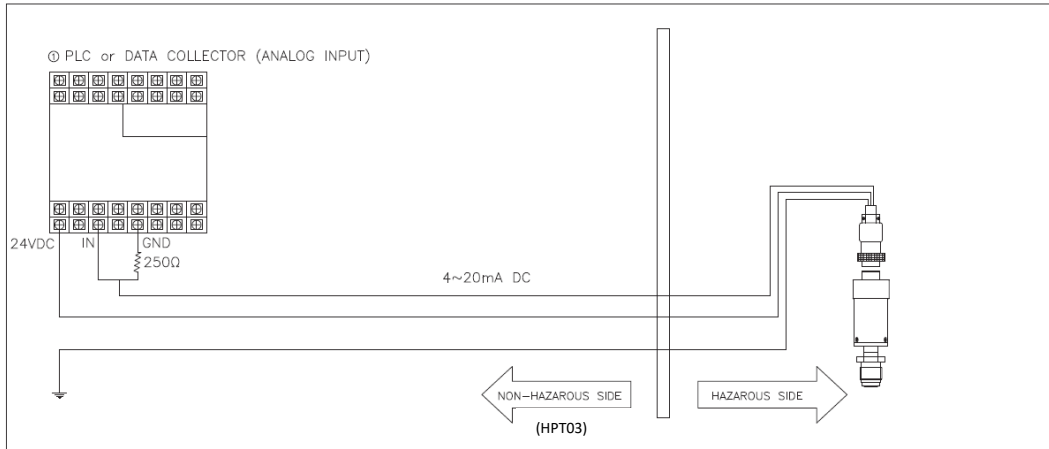 ① PLC or DATA COLLECTOR (ANALOG INPUT)
24VDC IN GND
250Ω
4~20mA DC
NON-HAZAROUS SIDE
HAZAROUS SIDE
(HPT03)